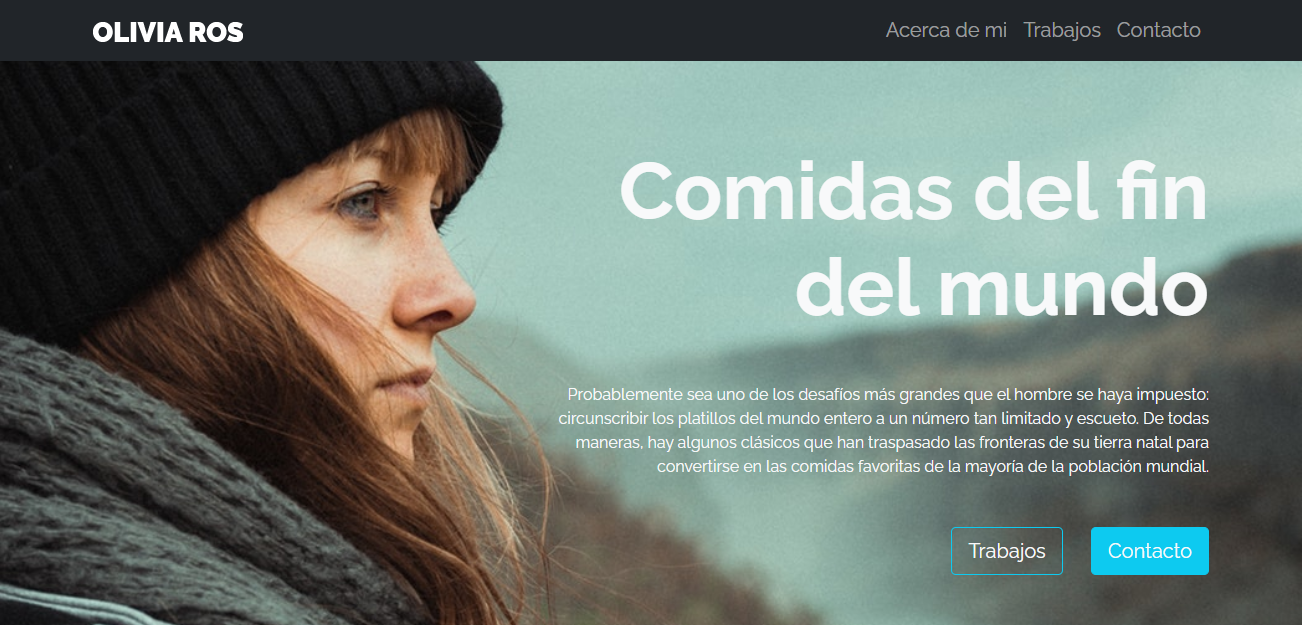 OLIVIA ROS
Acerca de mi Trabajos Contacto
Comidas del fin
del mundo
Probablemente sea uno de los desafíos más grandes que el hombre se haya impuesto:
circunscribir los platillos del mundo entero a un número tan limitado y escueto. De todas
maneras, hay algunos clásicos que han traspasado las fronteras de su tierra natal para
convertirse en las comidas favoritas de la mayoría de la población mundial.
Trabajos Contacto